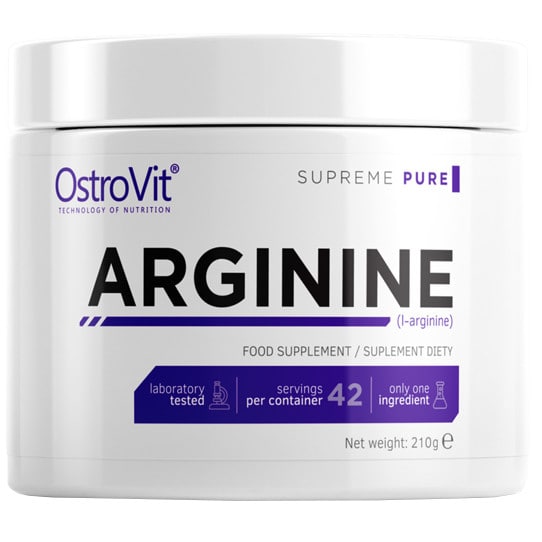 OstroVit®
TECHNOLOGY OF NUTRITION
SUPREME PURE
ARGININE
(l-arginine)
FOOD SUPPLEMENT / SUPLEMENT DIETY
laboratory
tested
servings
per container 42
only one
ingredient
Net weight: 210g ℮